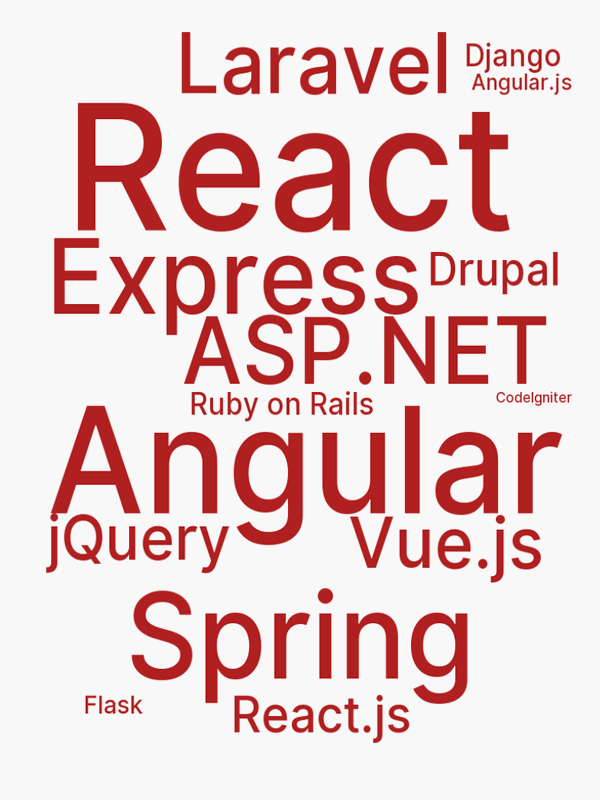 Laravel
Django
Angular.js
React
Express
Drupal
ASP.NET
Ruby on Rails
CodeIgniter
Angular
jQuery
Vue.js
Spring
Flask
React.js